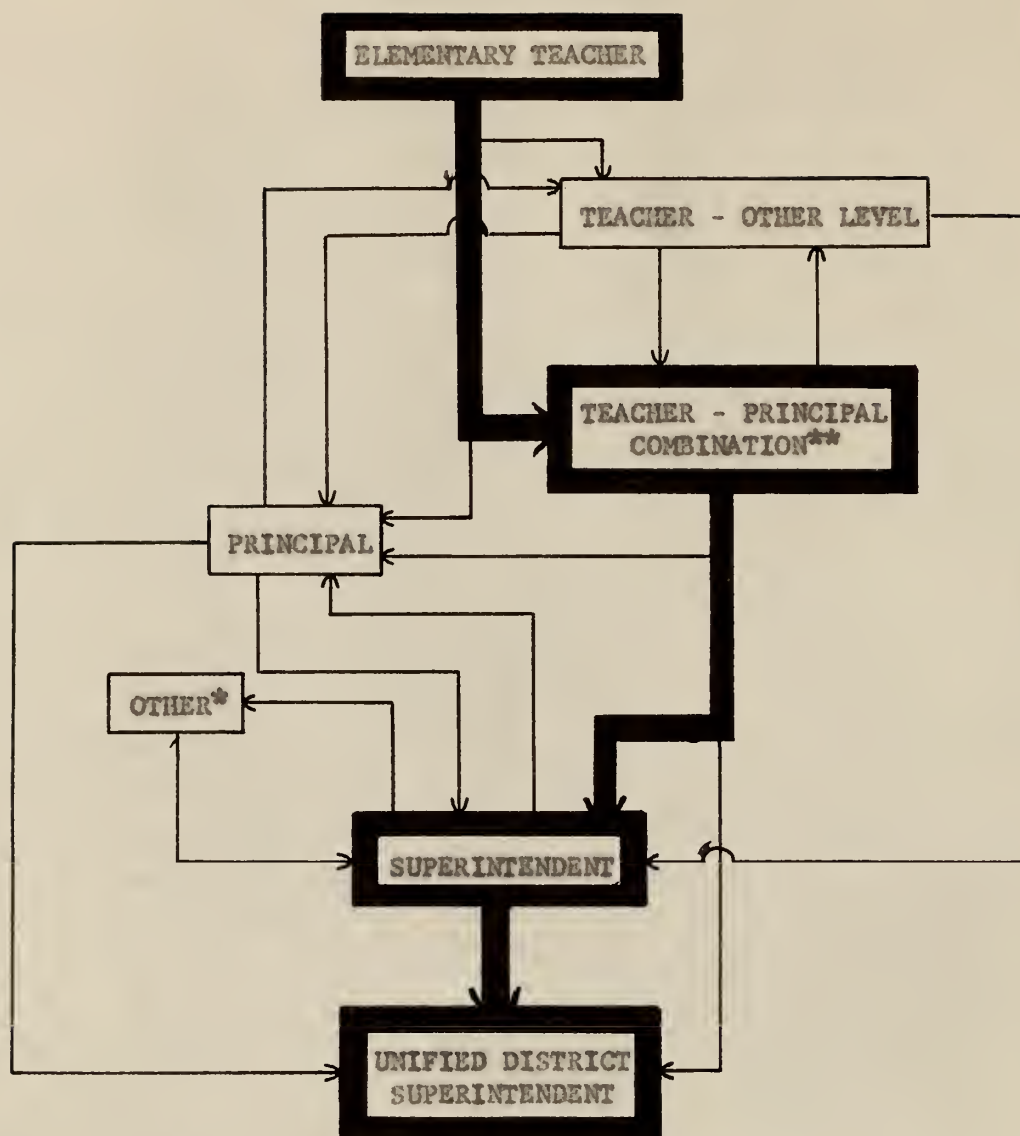 ELEMENTARY TEACHER
TEACHER - OTHER LEVEL
TEACHER - PRINCIPAL
COMBINATION**
PRINCIPAL
OTHER*
SUPERINTENDENT
UNIFIED DISTRICT
SUPERINTENDENT